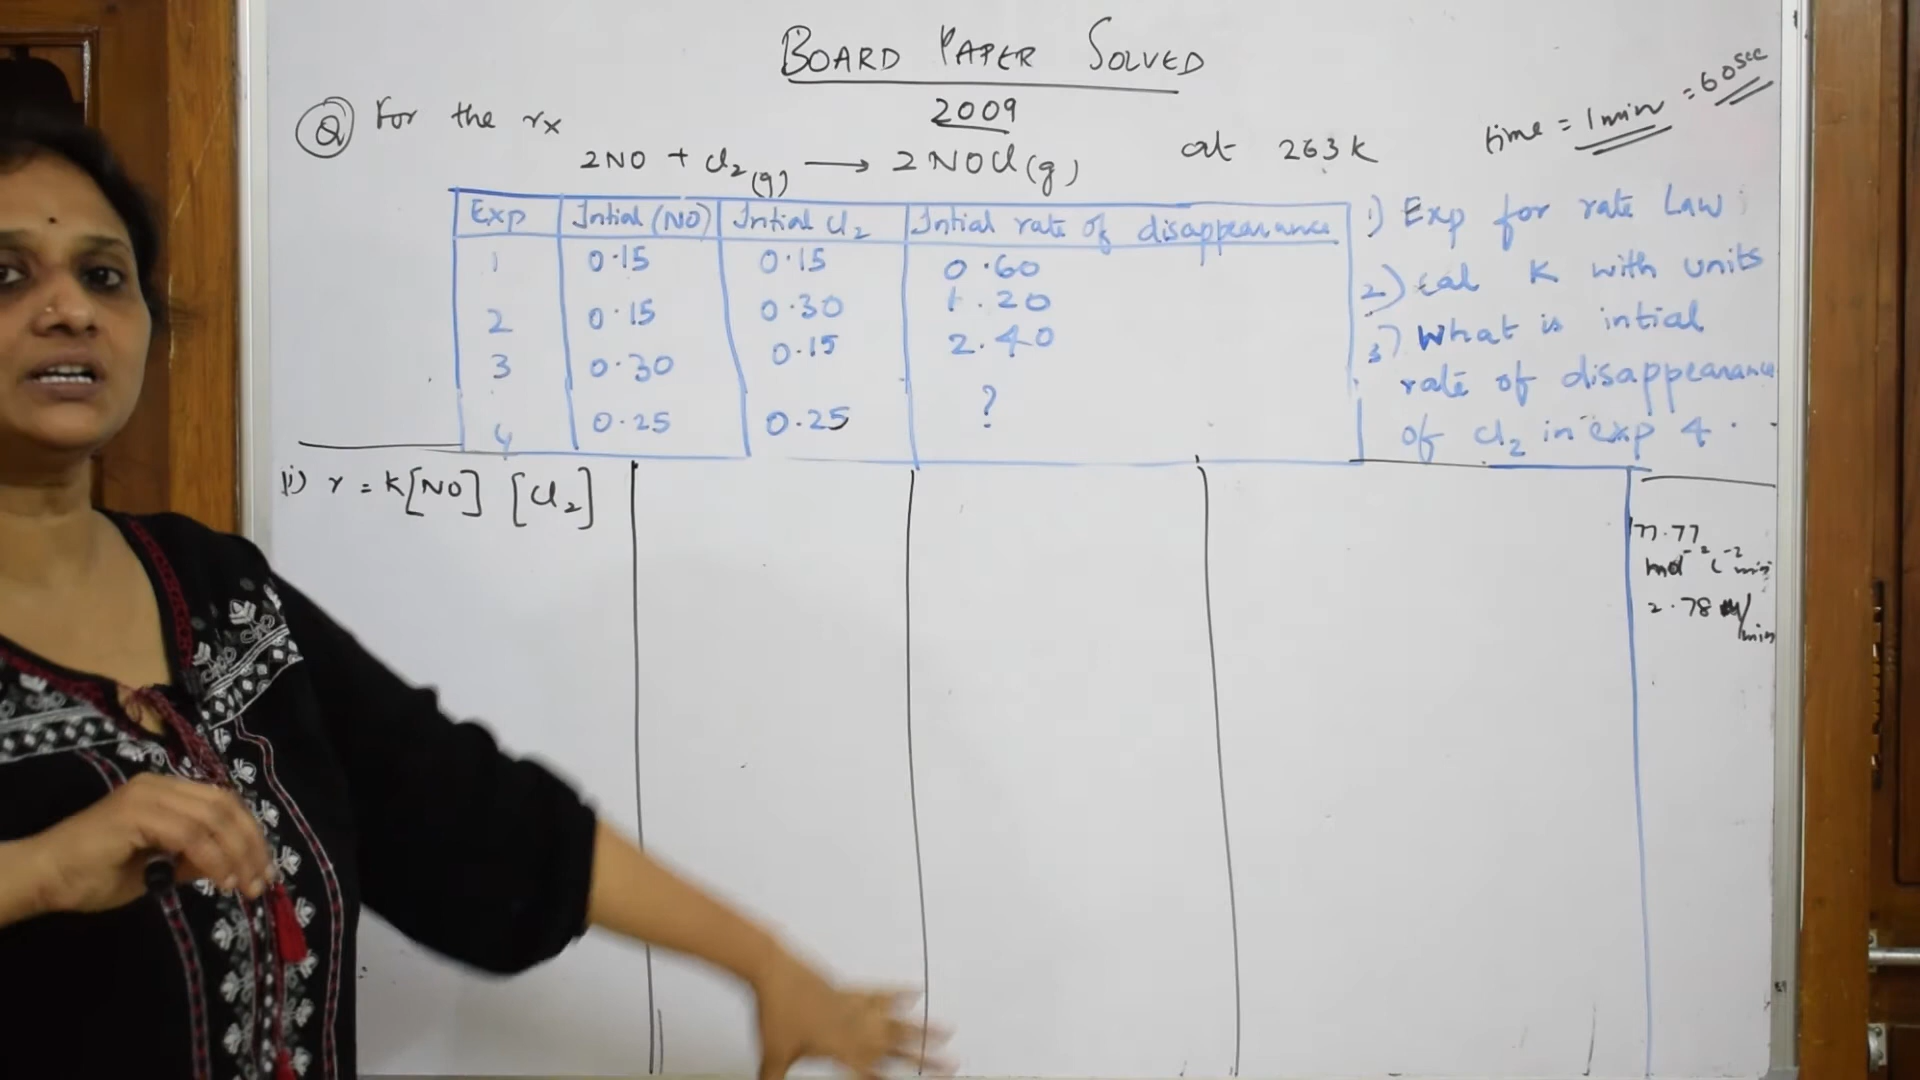 BOARD PAPER SOLVED
2009
Q For the rx
2NO + Cl2(g) → 2NOCl(g) at 263 K
time = 1 min = 60 sec
Exp Intial (NO) Intial Cl2 Intial rate of disappearance
1 0.15 0.15 0.60
2 0.15 0.30 1.20
3 0.30 0.15 2.40
4 0.25 0.25 ?
1) Exp for rate Law
2) Cal K with units
3) What is intial
rate of disappearance
of Cl2 in exp 4.
r = K[NO] [Cl2]
77.77
mol-2 L-2 min
2.78 M/min